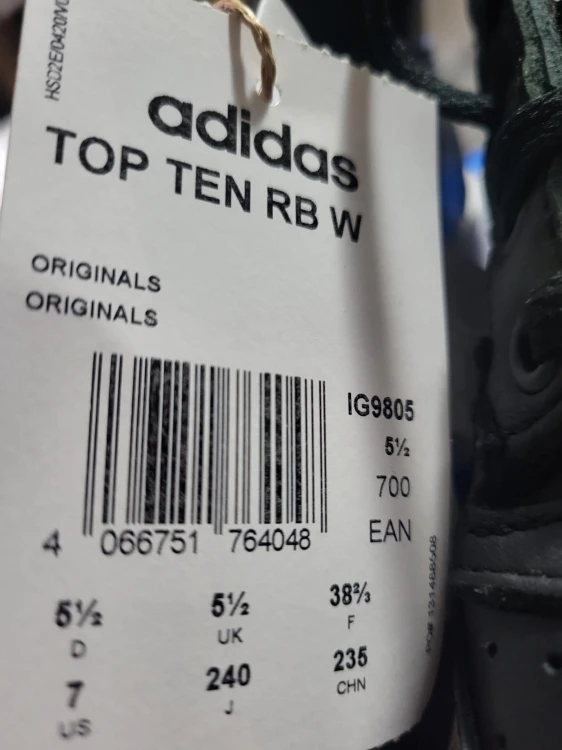 adidas
TOP TEN RB W
ORIGINALS
ORIGINALS
IG9805
5½
700
EAN
4 066751 764048
5½ 5½ 38⅔
D UK F
7 240 235
US J CHN